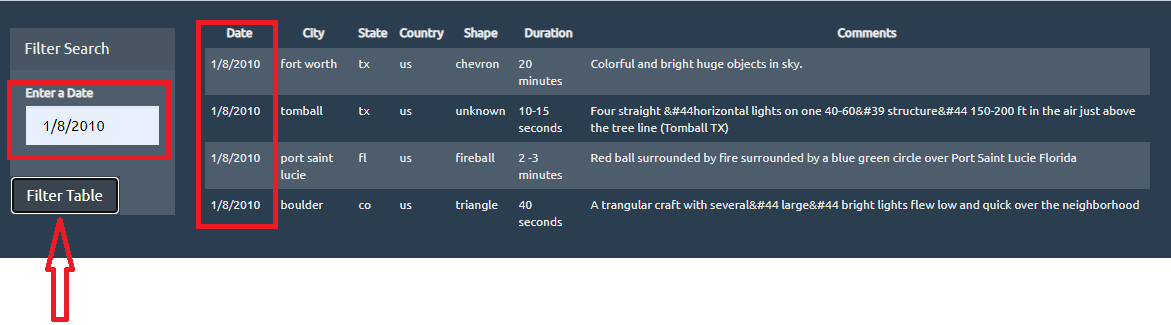 Filter Search
Enter a Date
1/8/2010
Filter Table
Date City State Country Shape Duration Comments
1/8/2010 fort worth tx us chevron 20 minutes Colorful and bright huge objects in sky.
1/8/2010 tomball tx us unknown 10-15 seconds Four straight &#44horizontal lights on one 40-60&#39 structure&#44 150-200 ft in the air just above
the tree line (Tomball TX)
1/8/2010 port saint lucie fl us fireball 2 -3 minutes Red ball surrounded by fire surrounded by a blue green circle over Port Saint Lucie Florida
1/8/2010 boulder co us triangle 40 seconds A trangular craft with several&#44 large&#44 bright lights flew low and quick over the neighborhood